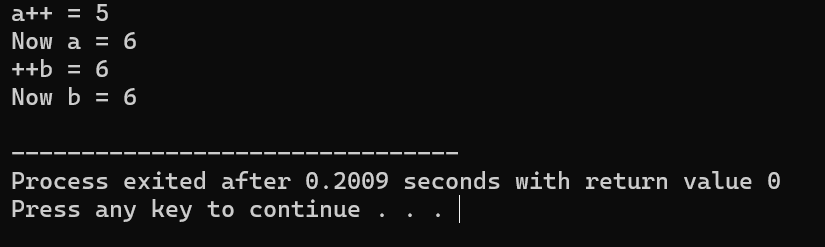 a++ = 5
Now a = 6
++b = 6
Now b = 6
--------------------------------
Process exited after 0.2009 seconds with return value 0
Press any key to continue . . .